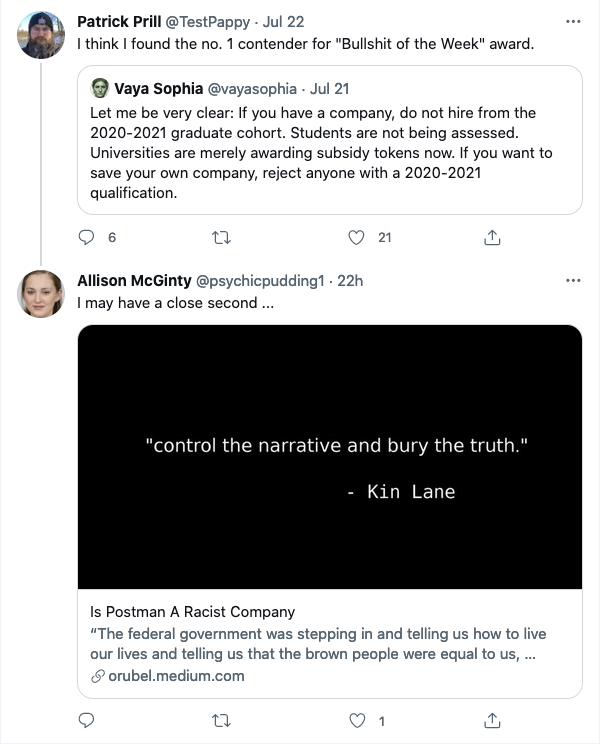 Patrick Prill @TestPappy · Jul 22
I think I found the no. 1 contender for "Bullshit of the Week" award.
Vaya Sophia @vayasophia · Jul 21
Let me be very clear: If you have a company, do not hire from the
2020-2021 graduate cohort. Students are not being assessed.
Universities are merely awarding subsidy tokens now. If you want to
save your own company, reject anyone with a 2020-2021
qualification.
6 21
Allison McGinty @psychicpudding1 · 22h
I may have a close second ...
"control the narrative and bury the truth."
- Kin Lane
Is Postman A Racist Company
“The federal government was stepping in and telling us how to live
our lives and telling us that the brown people were equal to us, ...
orubel.medium.com
1